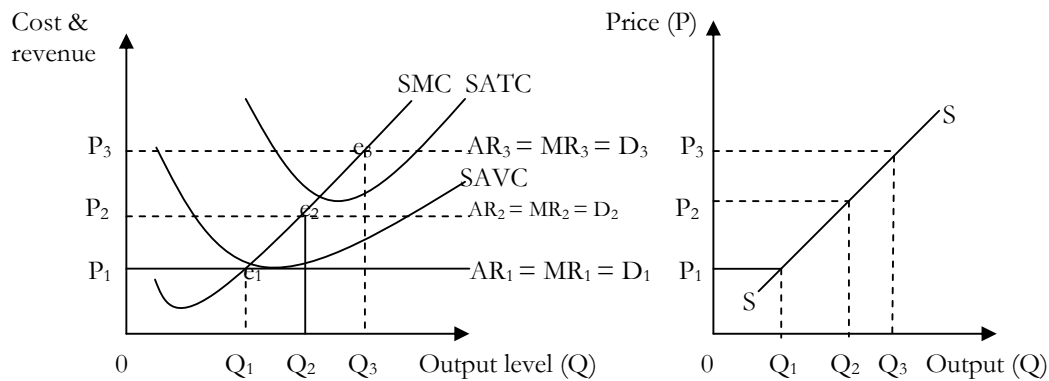 Cost &
revenue
SMC SATC
P3
e3
AR3 = MR3 = D3
SAVC
P2
e2
AR2 = MR2 = D2
P1
e1
AR1 = MR1 = D1
0 Q1 Q2 Q3 Output level (Q)
Price (P)
S
P3
P2
P1
S
0 Q1 Q2 Q3 Output (Q)